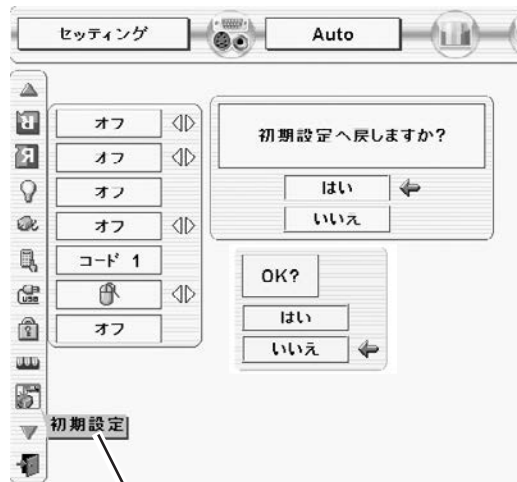 セッティング
Auto
オフ
オフ
オフ
オフ
コード 1
オフ
初期設定へ戻しますか?
はい
いいえ
OK?
はい
いいえ
USB
初期設定